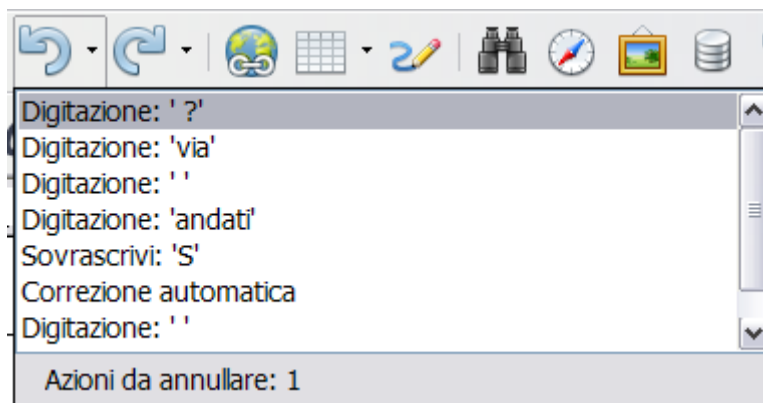 Digitazione: ' ?'
Digitazione: 'via'
Digitazione: ' '
Digitazione: 'andati'
Sovrascrivi: 'S'
Correzione automatica
Digitazione: ' '
Azioni da annullare: 1